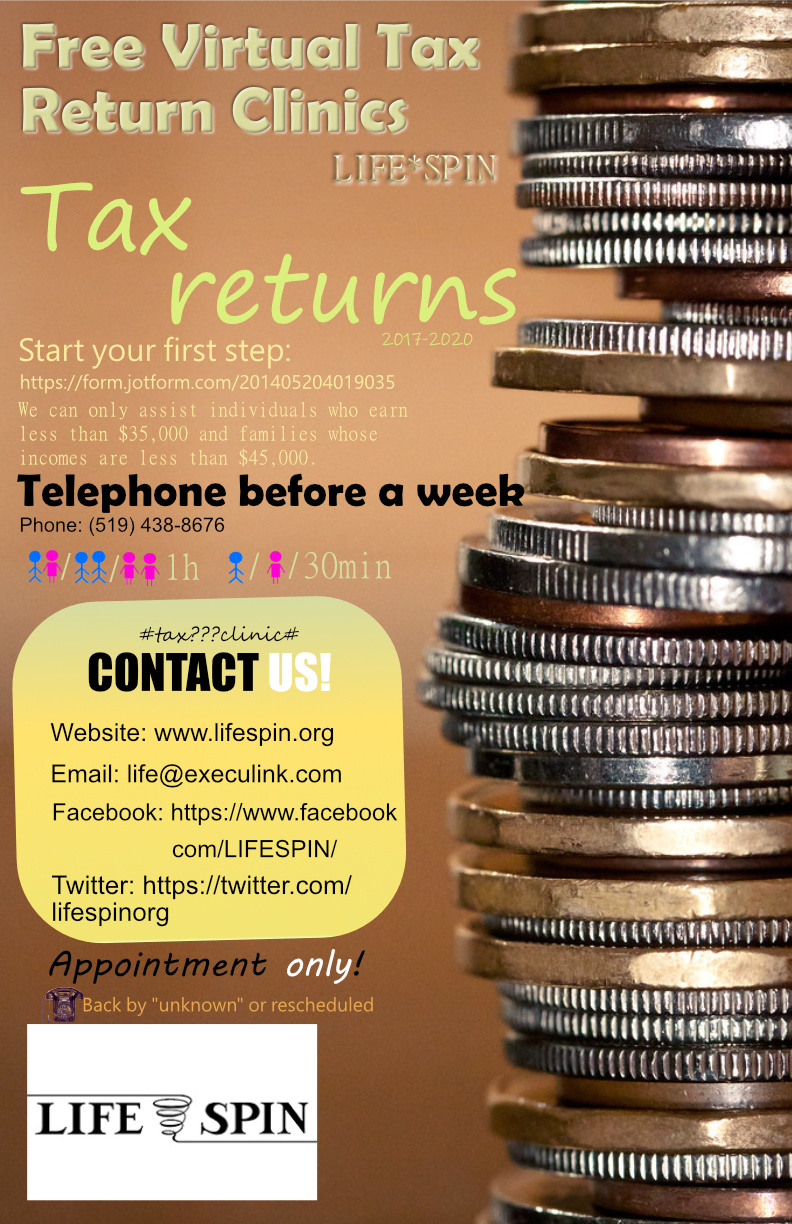 Free Virtual Tax
Return Clinics
LIFE*SPIN
Tax
returns
2017-2020
Start your first step:
https://form.jotform.com/201405204019035
We can only assist individuals who earn
less than $35,000 and families whose
incomes are less than $45,000.
Telephone before a week
Phone: (519) 438-8676
/ / 1h / / 30min
#tax???clinic#
CONTACT US!
Website: www.lifespin.org
Email: life@execulink.com
Facebook: https://www.facebook
com/LIFESPIN/
Twitter: https://twitter.com/
lifespinorg
Appointment only!
Back by "unknown" or rescheduled
LIFE SPIN